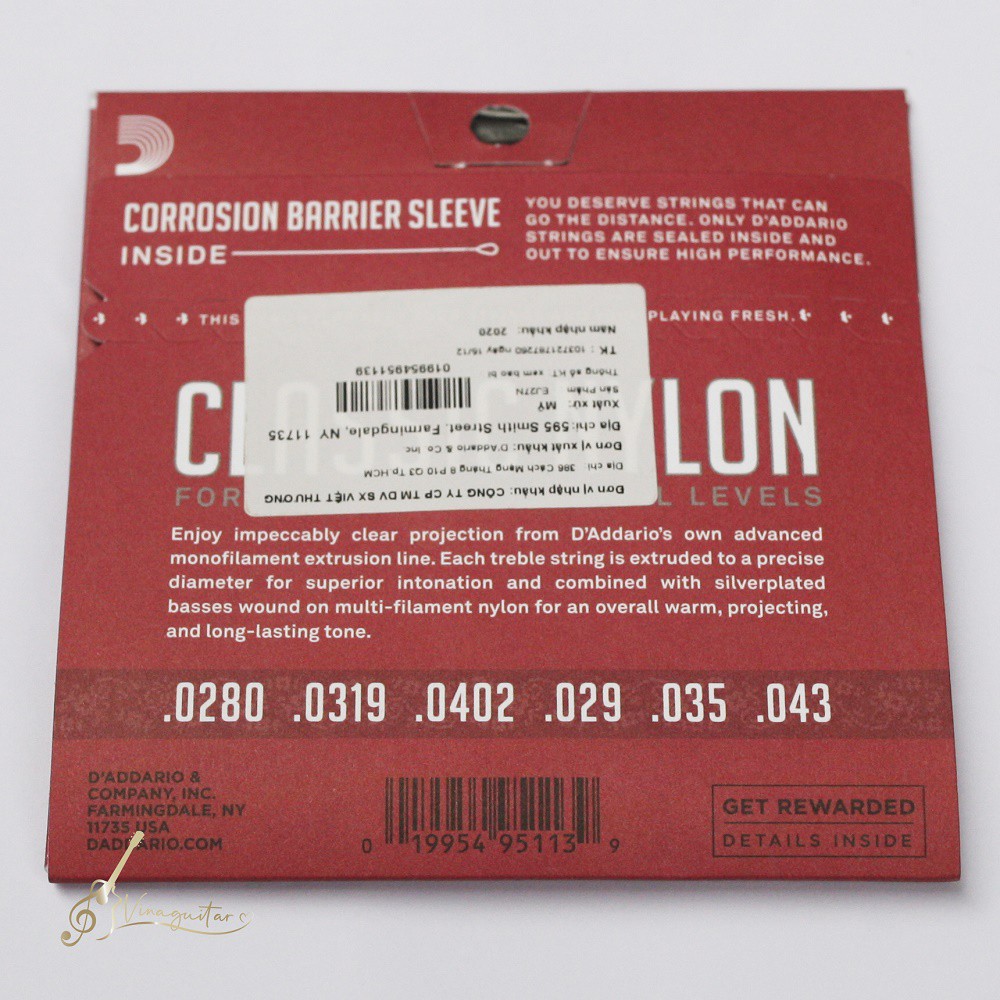 CORROSION BARRIER SLEEVE
INSIDE
YOU DESERVE STRINGS THAT CAN
GO THE DISTANCE. ONLY D'ADDARIO
STRINGS ARE SEALED INSIDE AND
OUT TO ENSURE HIGH PERFORMANCE.
THIS
PLAYING FRESH.
Đơn vị nhập khẩu: CÔNG TY CP TM DV SX VIỆT THƯƠNG
Địa chỉ: 386 Cách Mạng Tháng 8 P10 Q3 Tp.HCM
Đơn vị xuất khẩu: D'Addario & Co Inc
Địa chỉ: 595 Smith Street, Farmingdale, NY 11735
Xuất xứ: MỸ
Sản Phẩm EJ27N
Thông số KT: xem bao bì
019954951139
TK : 103721787260 ngày 16/12
Năm nhập khẩu: 2020
CL
YLON
FOR
L LEVELS
Enjoy impeccably clear projection from D'Addario's own advanced
monofilament extrusion line. Each treble string is extruded to a precise
diameter for superior intonation and combined with silverplated
basses wound on multi-filament nylon for an overall warm, projecting,
and long-lasting tone.
.0280 .0319 .0402 .029 .035 .043
D'ADDARIO &
COMPANY, INC.
FARMINGDALE, NY
11735 USA
DADDARIO.COM
0 19954 95113 9
GET REWARDED
DETAILS INSIDE
Vinaguitar